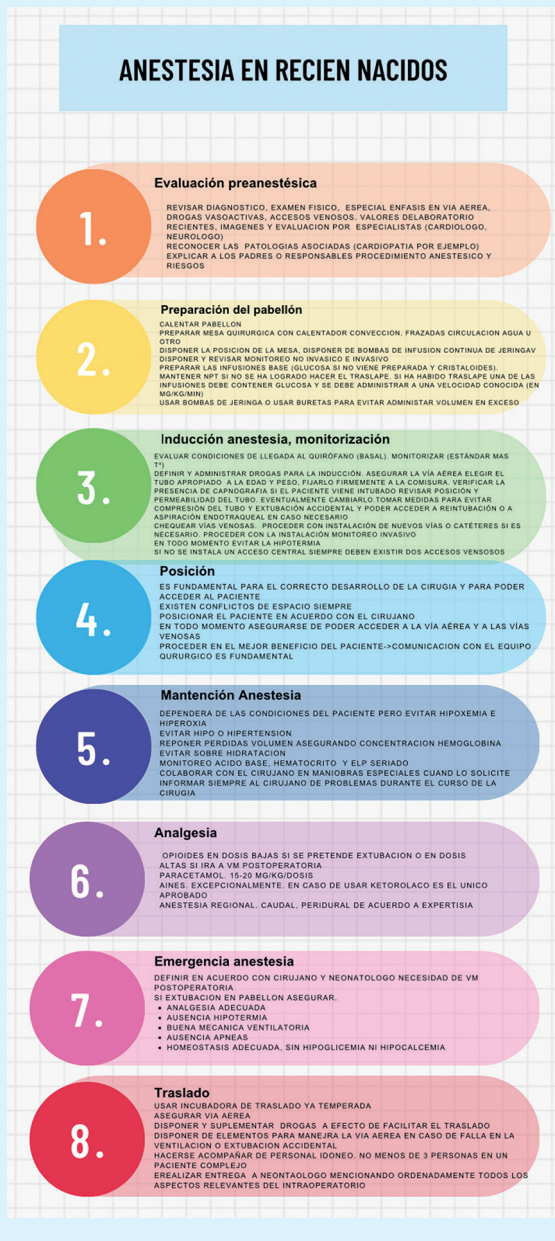 ANESTESIA EN RECIEN NACIDOS
1.
Evaluación preanestésica
REVISAR DIAGNOSTICO, EXAMEN FISICO, ESPECIAL ENFASIS EN VIA AEREA,
DROGAS VASOACTIVAS, ACCESOS VENOSOS. VALORES DELABORATORIO
RECIENTES, IMAGENES Y EVALUACION POR ESPECIALISTAS (CARDIOLOGO,
NEUROLOGO)
RECONOCER LAS PATOLOGIAS ASOCIADAS (CARDIOPATIA POR EJEMPLO)
EXPLICAR A LOS PADRES O RESPONSABLES PROCEDIMIENTO ANESTESICO Y
RIESGOS
2.
Preparación del pabellón
CALENTAR PABELLON
PREPARAR MESA QUIRURGICA CON CALENTADOR CONVECCION, FRAZADAS CIRCULACION AGUA U
OTRO
DISPONER LA POSICION DE LA MESA, DISPONER DE BOMBAS DE INFUSION CONTINUA DE JERINGAV
DISPONER Y REVISAR MONITOREO NO INVASICO E INVASIVO
PREPARAR LAS INFUSIONES BASE (GLUCOSA SI NO VIENE PREPARADA Y CRISTALOIDES).
MANTENER NPT SI NO SE HA LOGRADO HACER EL TRASLAPE. SI HA HABIDO TRASLAPE UNA DE LAS
INFUSIONES DEBE CONTENER GLUCOSA Y SE DEBE ADMINISTRAR A UNA VELOCIDAD CONOCIDA (EN
MG/KG/MIN)
USAR BOMBAS DE JERINGA O USAR BURETAS PARA EVITAR ADMINISTAR VOLUMEN EN EXCESO
3.
Inducción anestesia, monitorización
EVALUAR CONDICIONES DE LLEGADA AL QUIRÓFANO (BASAL). MONITORIZAR (ESTÁNDAR MAS
T°)
DEFINIR Y ADMINISTRAR DROGAS PARA LA INDUCCIÓN. ASEGURAR LA VÍA AÉREA ELEGIR EL
TUBO APROPIADO A LA EDAD Y PESO, FIJARLO FIRMEMENTE A LA COMISURA. VERIFICAR LA
PRESENCIA DE CAPNOGRAFIA SI EL PACIENTE VIENE INTUBADO REVISAR POSICIÓN Y
PERMEABILIDAD DEL TUBO. EVENTUALMENTE CAMBIARLO.TOMAR MEDIDAS PARA EVITAR
COMPRESIÓN DEL TUBO Y EXTUBACIÓN ACCIDENTAL Y PODER ACCEDER A REINTUBACIÓN O A
ASPIRACIÓN ENDOTRAQUEAL EN CASO NECESARIO
CHEQUEAR VÍAS VENOSAS. PROCEDER CON INSTALACIÓN DE NUEVOS VÍAS O CATÉTERES SI ES
NECESARIO. PROCEDER CON LA INSTALACIÓN MONITOREO INVASIVO
EN TODO MOMENTO EVITAR LA HIPOTERMIA
SI NO SE INSTALA UN ACCESO CENTRAL SIEMPRE DEBEN EXISTIR DOS ACCESOS VENSOSOS
4.
Posición
ES FUNDAMENTAL PARA EL CORRECTO DESARROLLO DE LA CIRUGIA Y PARA PODER
ACCEDER AL PACIENTE
EXISTEN CONFLICTOS DE ESPACIO SIEMPRE
POSICIONAR EL PACIENTE EN ACUERDO CON EL CIRUJANO
EN TODO MOMENTO ASEGURARSE DE PODER ACCEDER A LA VÍA AÉREA Y A LAS VÍAS
VENOSAS
PROCEDER EN EL MEJOR BENEFICIO DEL PACIENTE->COMUNICACION CON EL EQUIPO
QURURGICO ES FUNDAMENTAL
5.
Mantención Anestesia
DEPENDERA DE LAS CONDICIONES DEL PACIENTE PERO EVITAR HIPOXEMIA E
HIPEROXIA
EVITAR HIPO O HIPERTENSION
REPONER PERDIDAS VOLUMEN ASEGURANDO CONCENTRACION HEMOGLOBINA
EVITAR SOBRE HIDRATACION
MONITOREO ACIDO BASE, HEMATOCRITO Y ELP SERIADO
COLABORAR CON EL CIRUJANO EN MANIOBRAS ESPECIALES CUAND LO SOLICITE
INFORMAR SIEMPRE AL CIRUJANO DE PROBLEMAS DURANTE EL CURSO DE LA
CIRUGIA
6.
Analgesia
OPIOIDES EN DOSIS BAJAS SI SE PRETENDE EXTUBACION O EN DOSIS
ALTAS SI IRA A VM POSTOPERATORIA
PARACETAMOL. 15-20 MG/KG/DOSIS
AINES. EXCEPCIONALMENTE. EN CASO DE USAR KETOROLACO ES EL UNICO
APROBADO
ANESTESIA REGIONAL. CAUDAL, PERIDURAL DE ACUERDO A EXPERTISIA
7.
Emergencia anestesia
DEFINIR EN ACUERDO CON CIRUJANO Y NEONATOLOGO NECESIDAD DE VM
POSTOPERATORIA
SI EXTUBACION EN PABELLON ASEGURAR.
• ANALGESIA ADECUADA
• AUSENCIA HIPOTERMIA
• BUENA MECANICA VENTILATORIA
• AUSENCIA APNEAS
• HOMEOSTASIS ADECUADA, SIN HIPOGLICEMIA NI HIPOCALCEMIA
8.
Traslado
USAR INCUBADORA DE TRASLADO YA TEMPERADA
ASEGURAR VIA AEREA
DISPONER Y SUPLEMENTAR DROGAS A EFECTO DE FACILITAR EL TRASLADO
DISPONER DE ELEMENTOS PARA MANEJRA LA VIA AEREA EN CASO DE FALLA EN LA
VENTILACION O EXTUBACION ACCIDENTAL
HACERSE ACOMPAÑAR DE PERSONAL IDONEO. NO MENOS DE 3 PERSONAS EN UN
PACIENTE COMPLEJO
EREALIZAR ENTREGA A NEONTAOLOGO MENCIONANDO ORDENADAMENTE TODOS LOS
ASPECTOS RELEVANTES DEL INTRAOPERATORIO